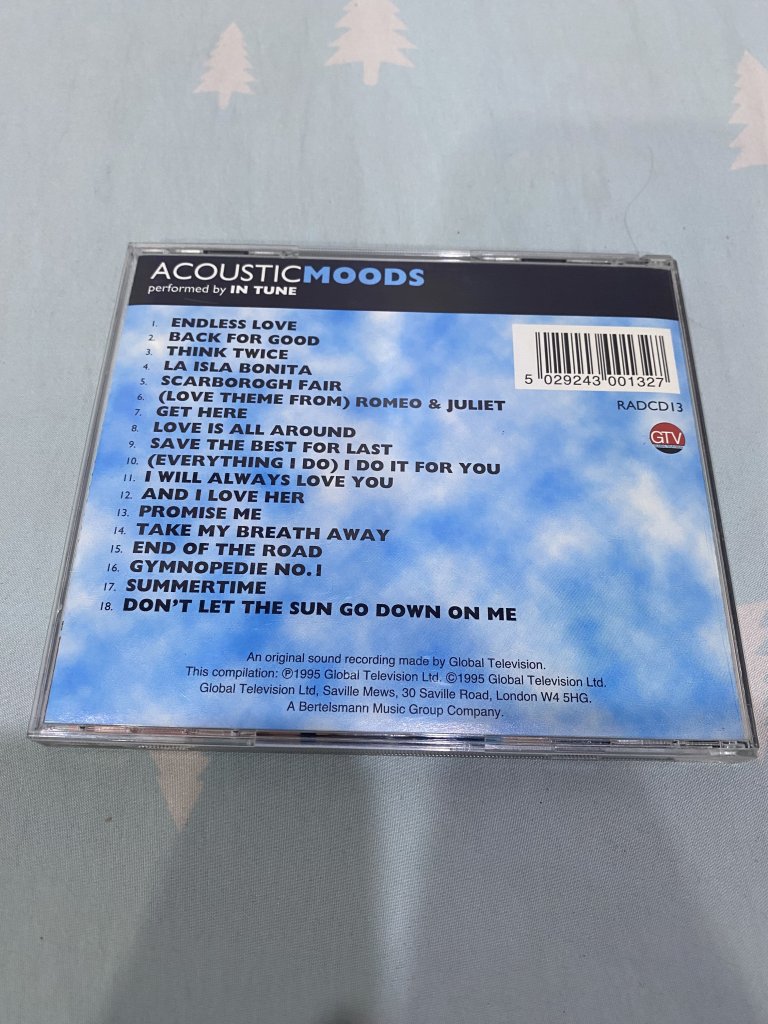 ACOUSTICMOODS
performed by IN TUNE
1. ENDLESS LOVE
2. BACK FOR GOOD
3. THINK TWICE
4. LA ISLA BONITA
5. SCARBOROGH FAIR
6. (LOVE THEME FROM) ROMEO & JULIET
7. GET HERE
8. LOVE IS ALL AROUND
9. SAVE THE BEST FOR LAST
10. (EVERYTHING I DO) I DO IT FOR YOU
11. I WILL ALWAYS LOVE YOU
12. AND I LOVE HER
13. PROMISE ME
14. TAKE MY BREATH AWAY
15. END OF THE ROAD
16. GYMNOPEDIE NO.1
17. SUMMERTIME
18. DON'T LET THE SUN GO DOWN ON ME
5 029243 001327
RADCD13
GTV
An original sound recording made by Global Television.
This compilation: ℗1995 Global Television Ltd. ©1995 Global Television Ltd.
Global Television Ltd, Saville Mews, 30 Saville Road, London W4 5HG.
A Bertelsmann Music Group Company.